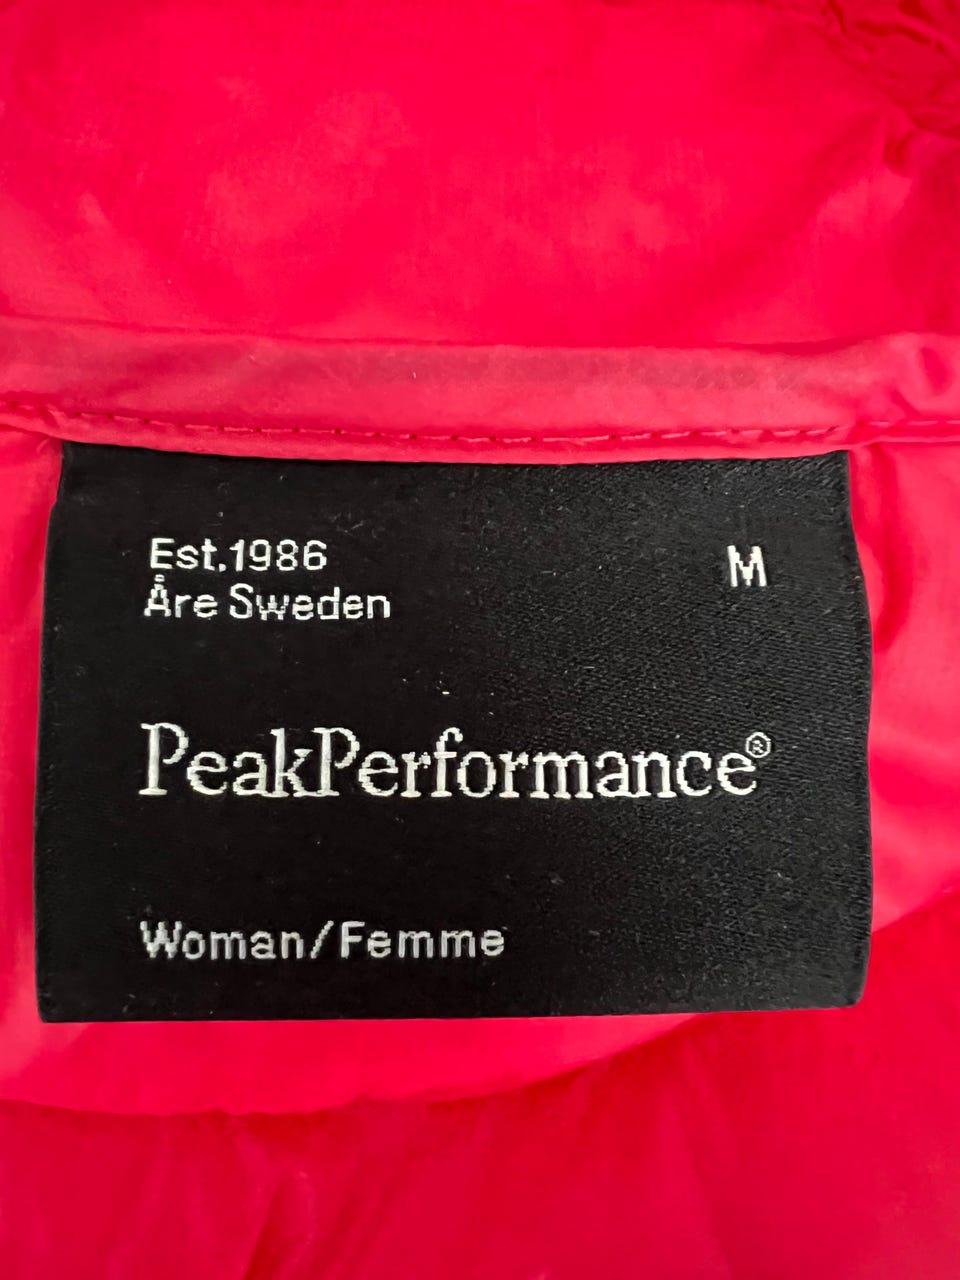 Est.1986
Åre Sweden
M
PeakPerformance®
Woman/Femme